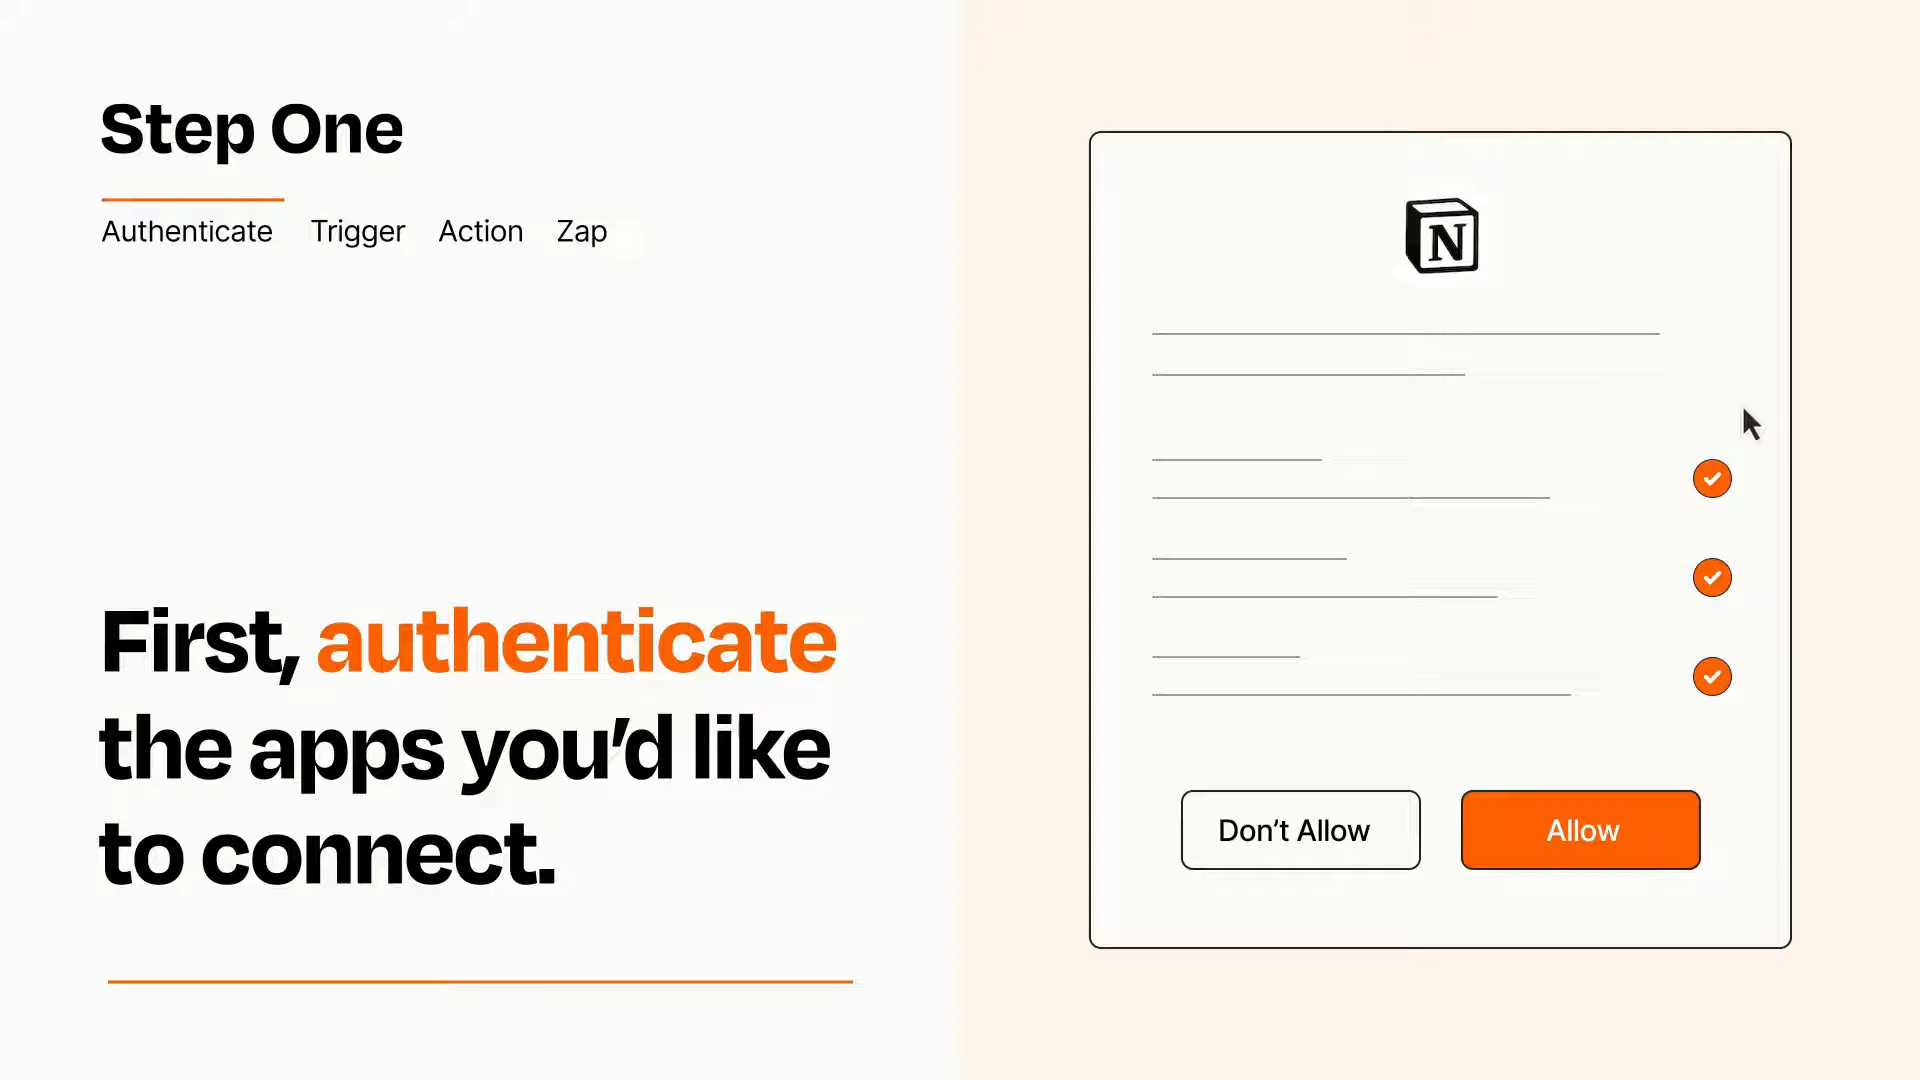 Step One
Authenticate Trigger Action Zap
First, authenticate
the apps you’d like
to connect.
N
Don’t Allow
Allow